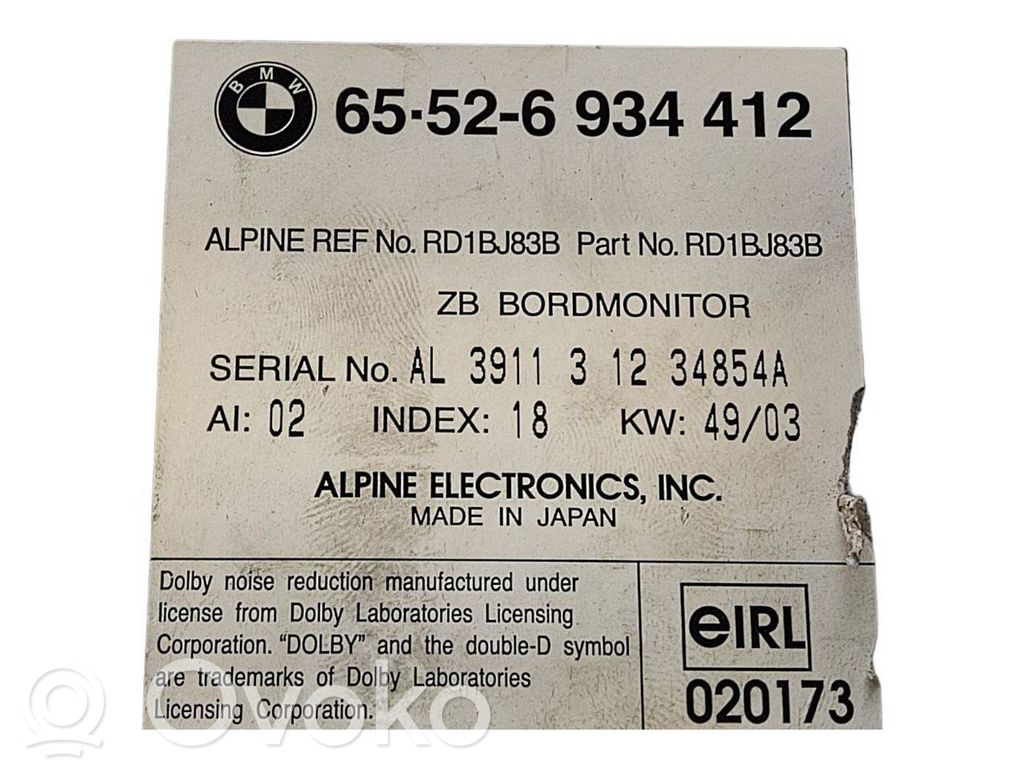 BMW 65·52-6 934 412
ALPINE REF No. RD1BJ83B Part No. RD1BJ83B
ZB BORDMONITOR
SERIAL No. AL 3911 3 12 34854A
AI: 02 INDEX: 18 KW: 49/03
ALPINE ELECTRONICS, INC.
MADE IN JAPAN
Dolby noise reduction manufactured under
license from Dolby Laboratories Licensing
Corporation. “DOLBY” and the double-D symbol
are trademarks of Dolby Laboratories
Licensing Corporation.
eIRL
020173
Ovoko